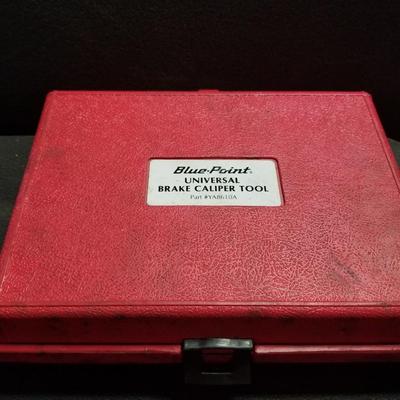 Blue-Point®
UNIVERSAL
BRAKE CALIPER TOOL
Part #YA8610A